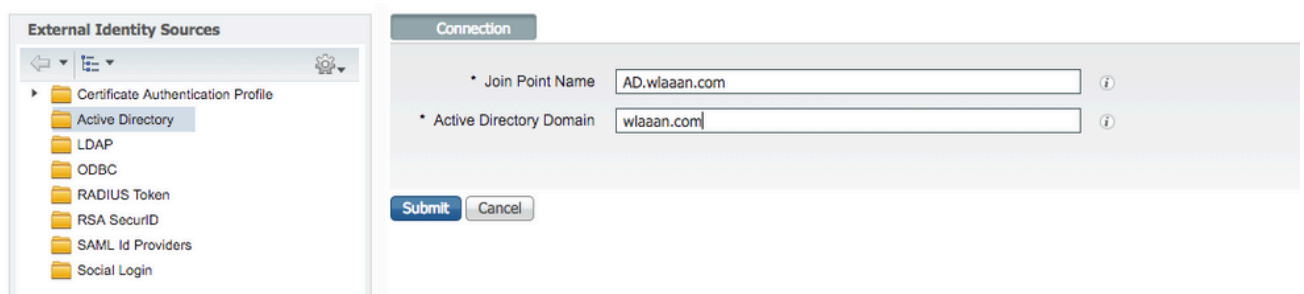 External Identity Sources
Certificate Authentication Profile
Active Directory
LDAP
ODBC
RADIUS Token
RSA SecurID
SAML Id Providers
Social Login
Connection
* Join Point Name AD.wlaaan.com
* Active Directory Domain wlaaan.com
Submit Cancel